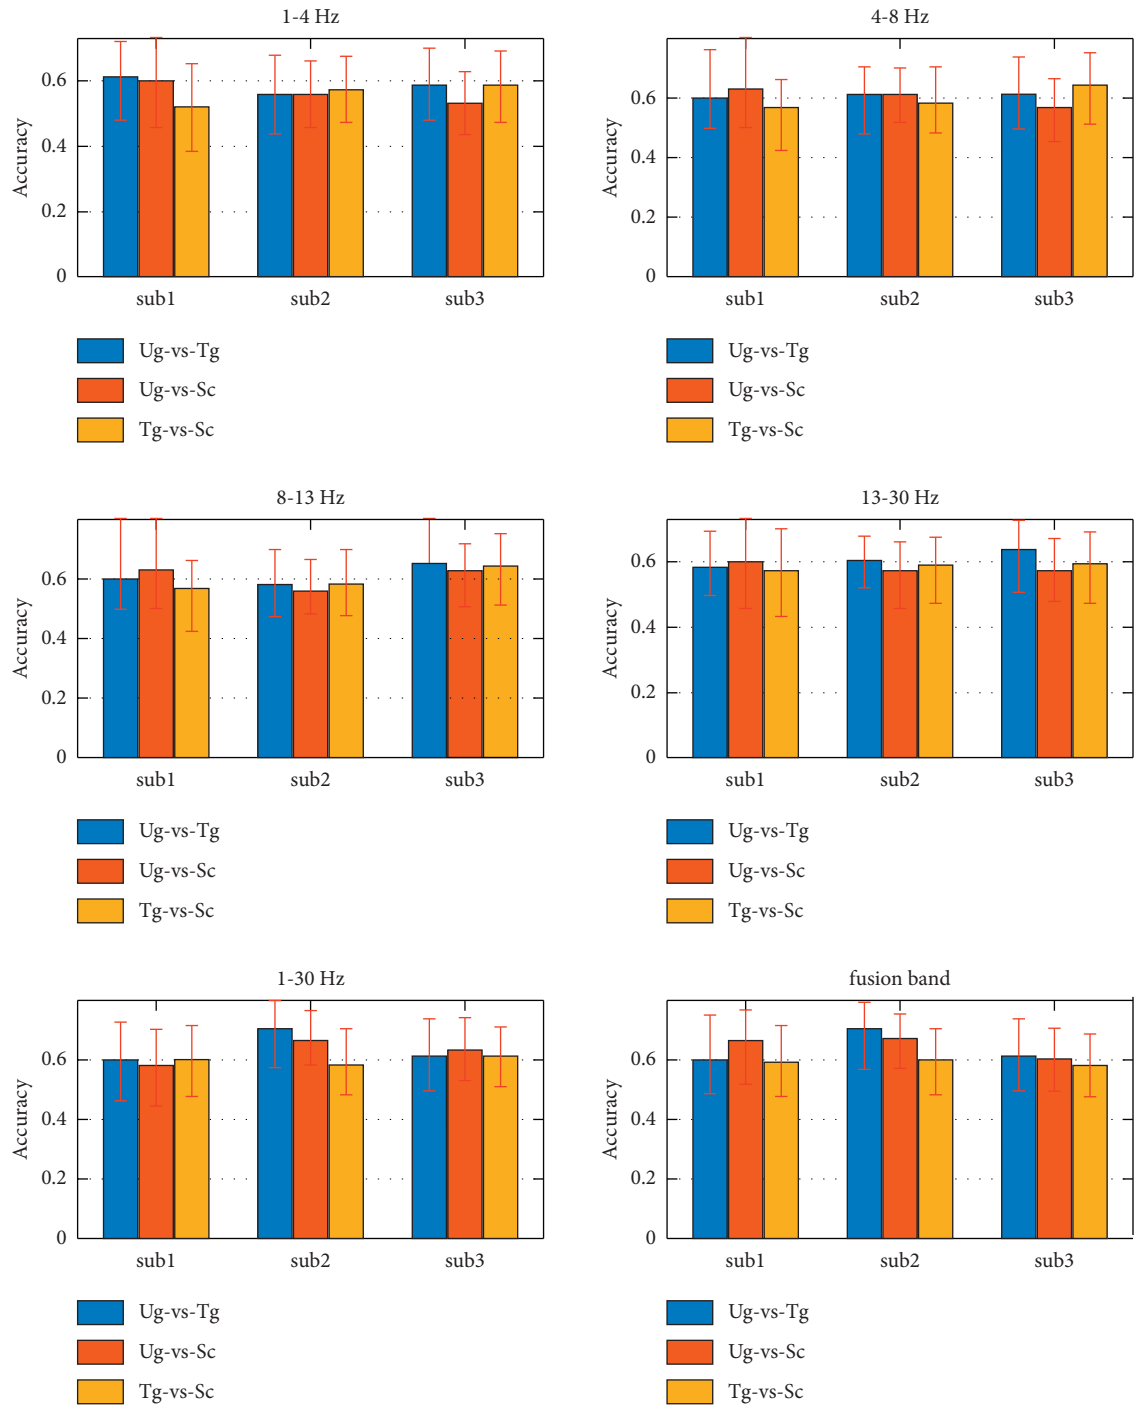 1-4 Hz
Accuracy
0.6
0.4
0.2
0
sub1 sub2 sub3
Ug-vs-Tg
Ug-vs-Sc
Tg-vs-Sc
4-8 Hz
Accuracy
0.6
0.4
0.2
0
sub1 sub2 sub3
Ug-vs-Tg
Ug-vs-Sc
Tg-vs-Sc
8-13 Hz
Accuracy
0.6
0.4
0.2
0
sub1 sub2 sub3
Ug-vs-Tg
Ug-vs-Sc
Tg-vs-Sc
13-30 Hz
Accuracy
0.6
0.4
0.2
0
sub1 sub2 sub3
Ug-vs-Tg
Ug-vs-Sc
Tg-vs-Sc
1-30 Hz
Accuracy
0.6
0.4
0.2
0
sub1 sub2 sub3
Ug-vs-Tg
Ug-vs-Sc
Tg-vs-Sc
fusion band
Accuracy
0.6
0.4
0.2
0
sub1 sub2 sub3
Ug-vs-Tg
Ug-vs-Sc
Tg-vs-Sc